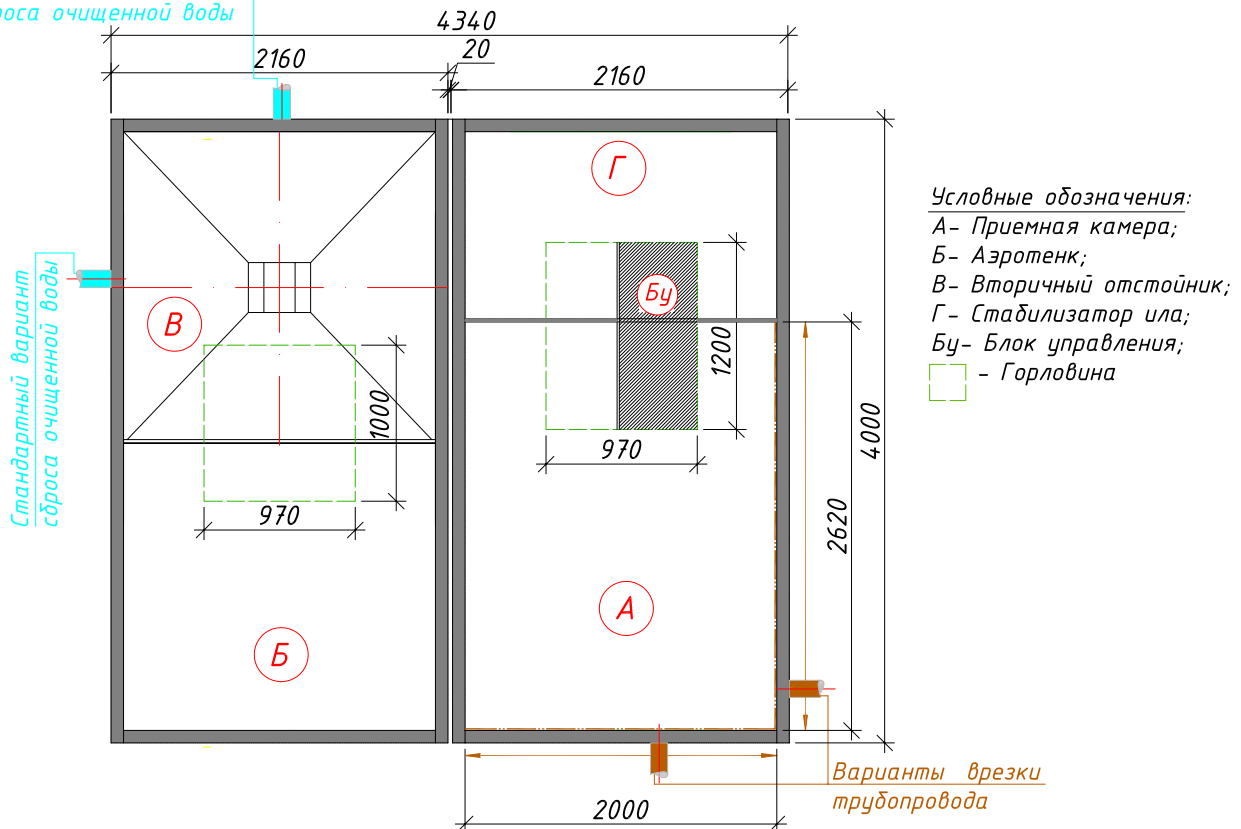 очищенной воды
4340
20
2160
2160
Г
Условные обозначения:
А- Приемная камера;
Б- Аэротенк;
В- Вторичный отстойник;
Г- Стабилизатор ила;
Бу- Блок управления;
- Горловина
Стандартный вариант
сброса очищенной воды
В
Бу
1200
1000
4000
970
970
2620
А
Б
Варианты врезки
трубопровода
2000